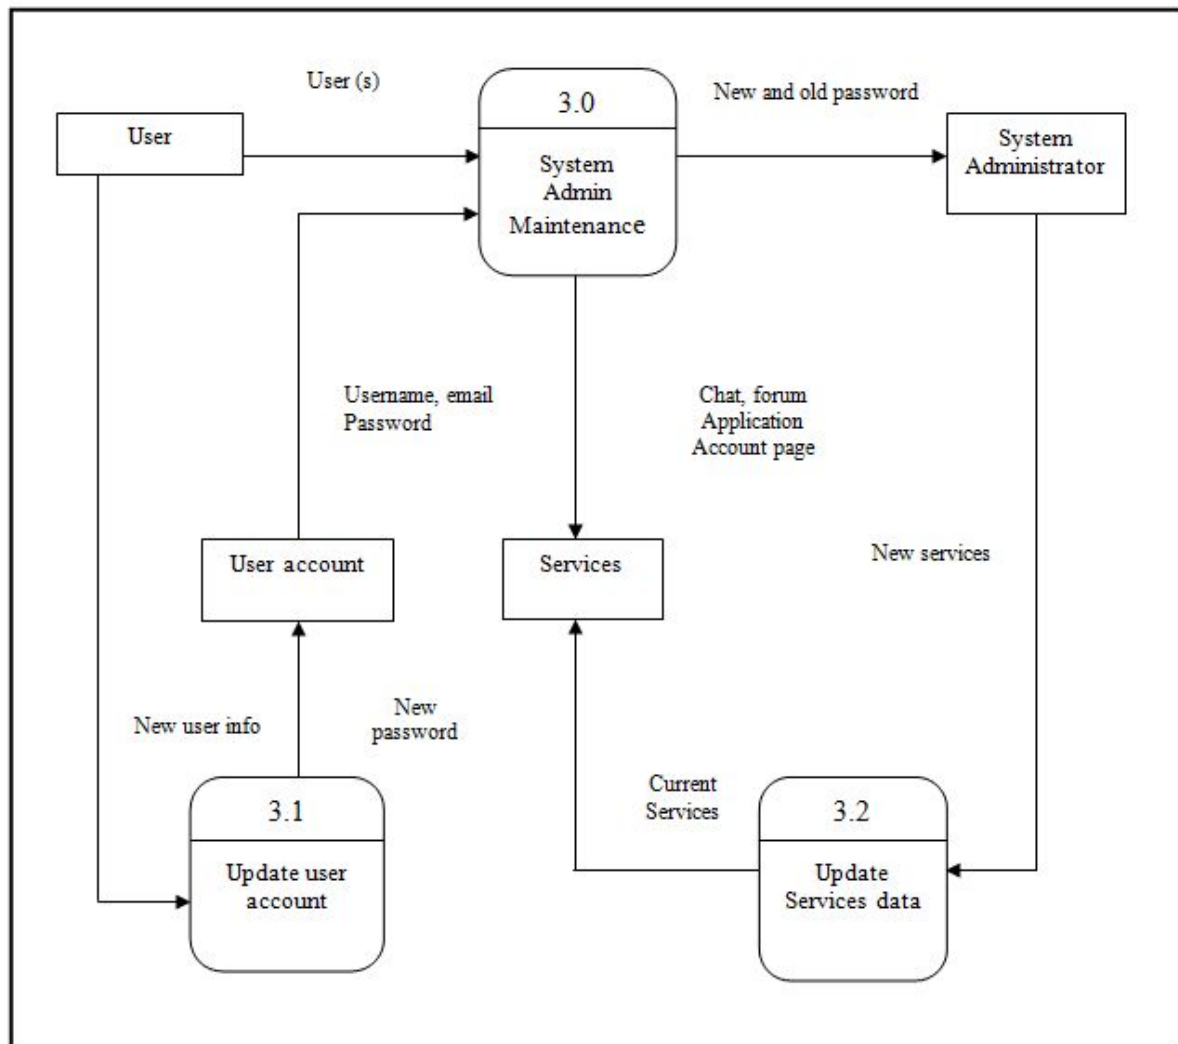 User (s)
3.0
New and old password
User
System
Administrator
System
Admin
Maintenance
Username, email
Password
Chat, forum
Application
Account page
User account
Services
New services
New user info
New
password
Current
Services
3.1
Update user
account
3.2
Update
Services data